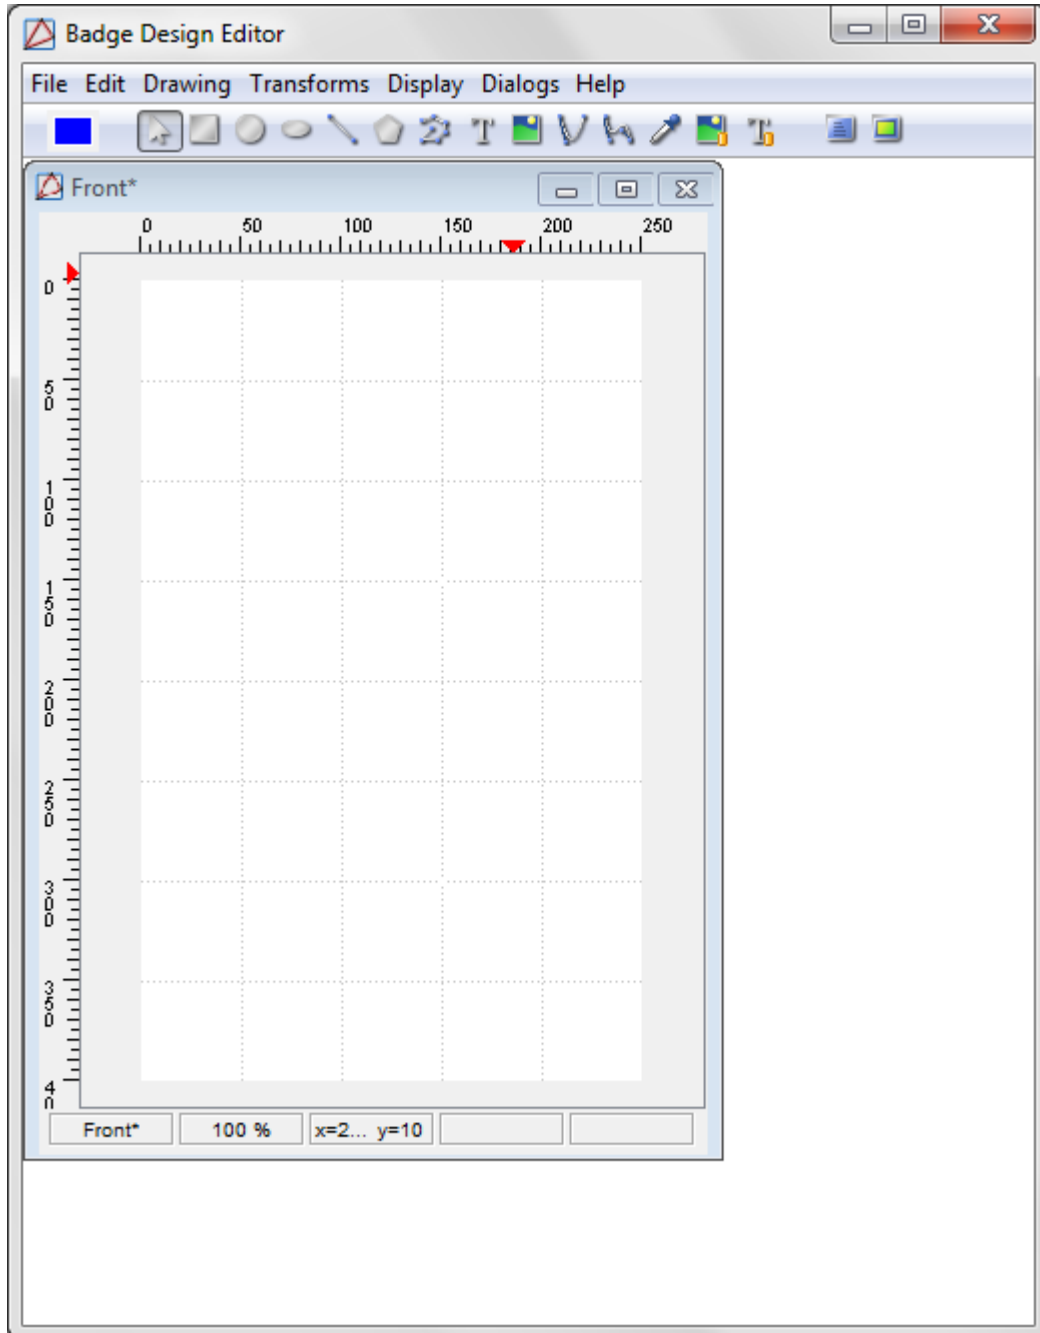 Badge Design Editor
File Edit Drawing Transforms Display Dialogs Help
T T
Front*
0 50 100 150 200 250
0
50
100
150
200
250
300
350
40
Front* 100 % x=2... y=10